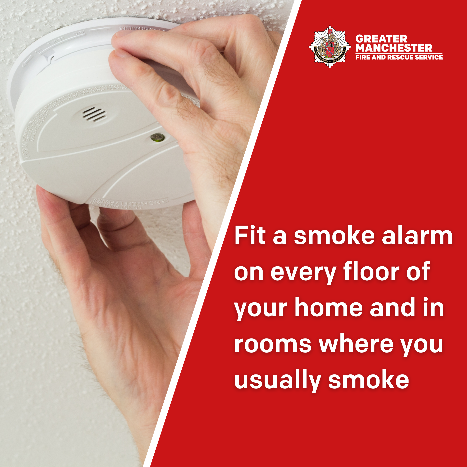 GREATER
MANCHESTER
FIRE AND RESCUE SERVICE
Fit a smoke alarm
on every floor of
your home and in
rooms where you
usually smoke